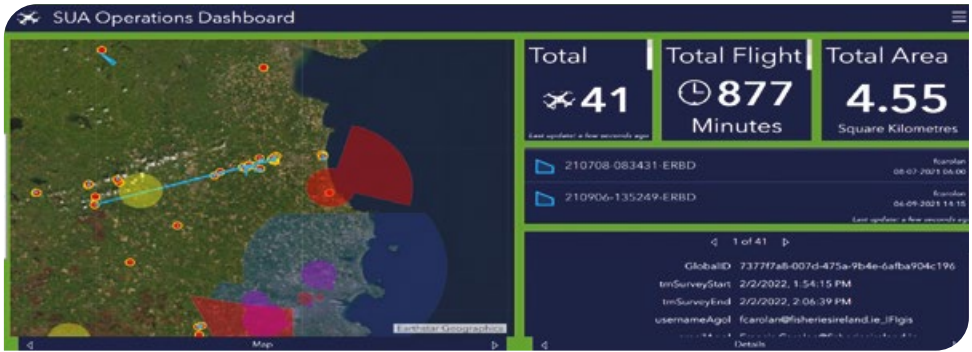 SUA Operations Dashboard
Total
41
Last update: a few seconds ago
Total Flight
877
Minutes
Total Area
4.55
Square Kilometres
210708-083431-ERBD
fcarolan
08-07-2021 06:00
210906-135249-ERBD
fcarolan
06-09-2021 14:15
Last update: a few seconds ago
1 of 41
GlobalID 7377f7a8-007d-475a-9b4e-6afba904c196
tmSurveyStart 2/2/2022, 1:54:15 PM
tmSurveyEnd 2/2/2022, 2:06:39 PM
usernameAgol fcarolan@fisheriesireland.ie_IFIgis
Earthstar Geographics
Map
Details